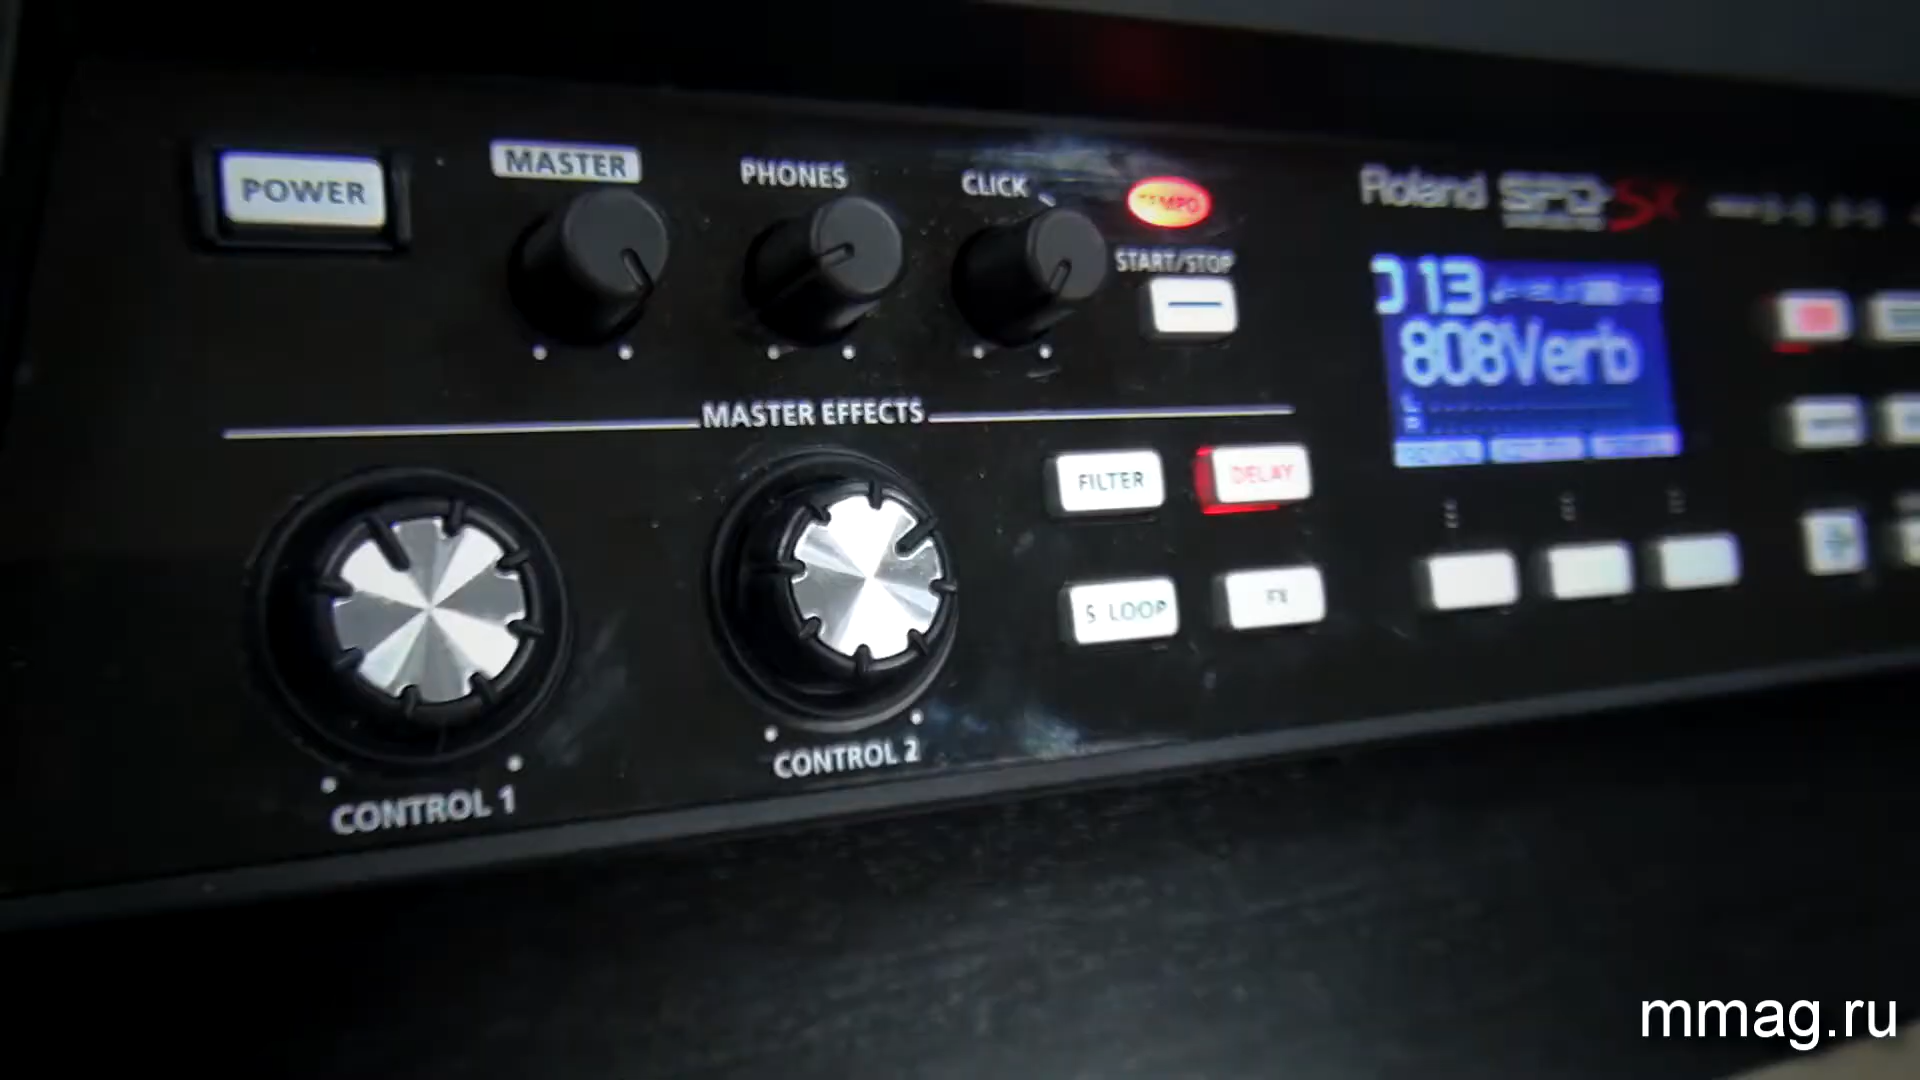 POWER
MASTER
PHONES
CLICK
TEMPO
START/STOP
Roland SPD SX
013
808Verb
MASTER EFFECTS
FILTER
DELAY
S LOOP
FX
CONTROL 1
CONTROL 2
mmag.ru